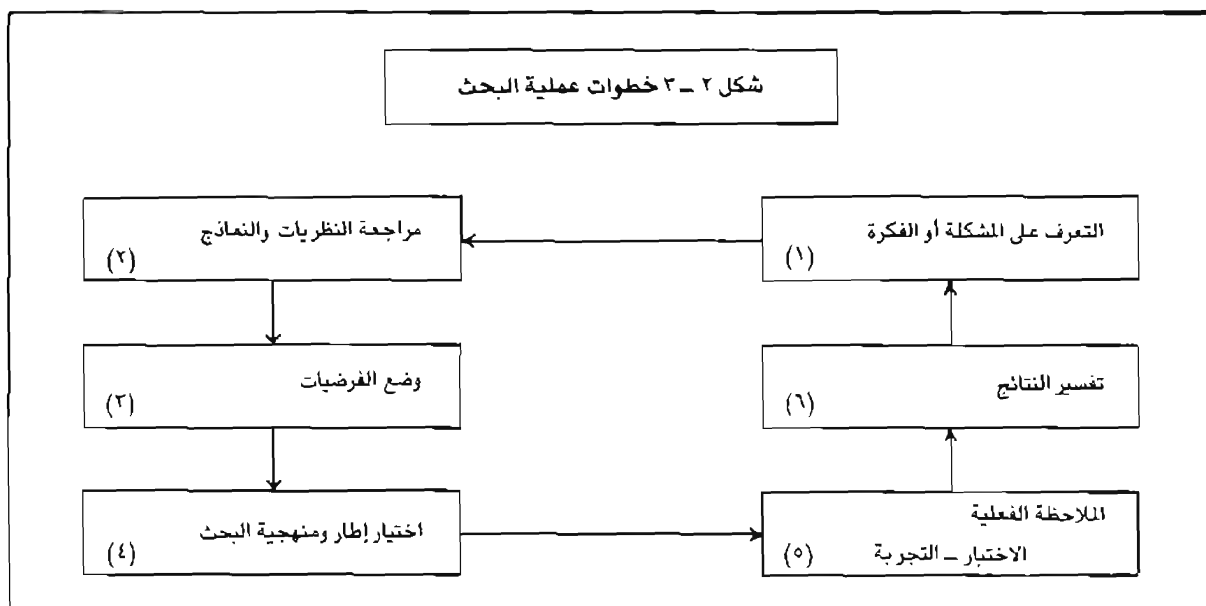 شكل ٢ – ٣ خطوات عملية البحث
التعرف على المشكلة أو الفكرة
(١)
مراجعة النظريات والنماذج
(٢)
وضع الفرضيات
(٣)
اختيار إطار ومنهجية البحث
(٤)
الملاحظة الفعلية
الاختبار – التجربة
(٥)
تفسير النتائج
(٦)